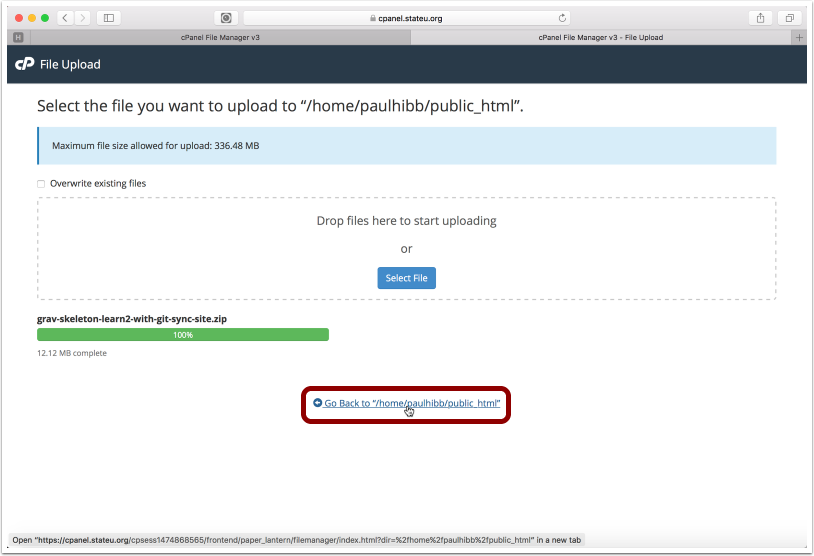 cpanel.stateu.org
H
cPanel File Manager v3
cPanel File Manager v3 - File Upload
cP File Upload
Select the file you want to upload to “/home/paulhibb/public_html”.
Maximum file size allowed for upload: 336.48 MB
Overwrite existing files
Drop files here to start uploading
or
Select File
grav-skeleton-learn2-with-git-sync-site.zip
100%
12.12 MB complete
Go Back to “/home/paulhibb/public_html”
Open “https://cpanel.stateu.org/cpsess1474868565/frontend/paper_lantern/filemanager/index.html?dir=%2fhome%2fpaulhibb%2fpublic_html” in a new tab